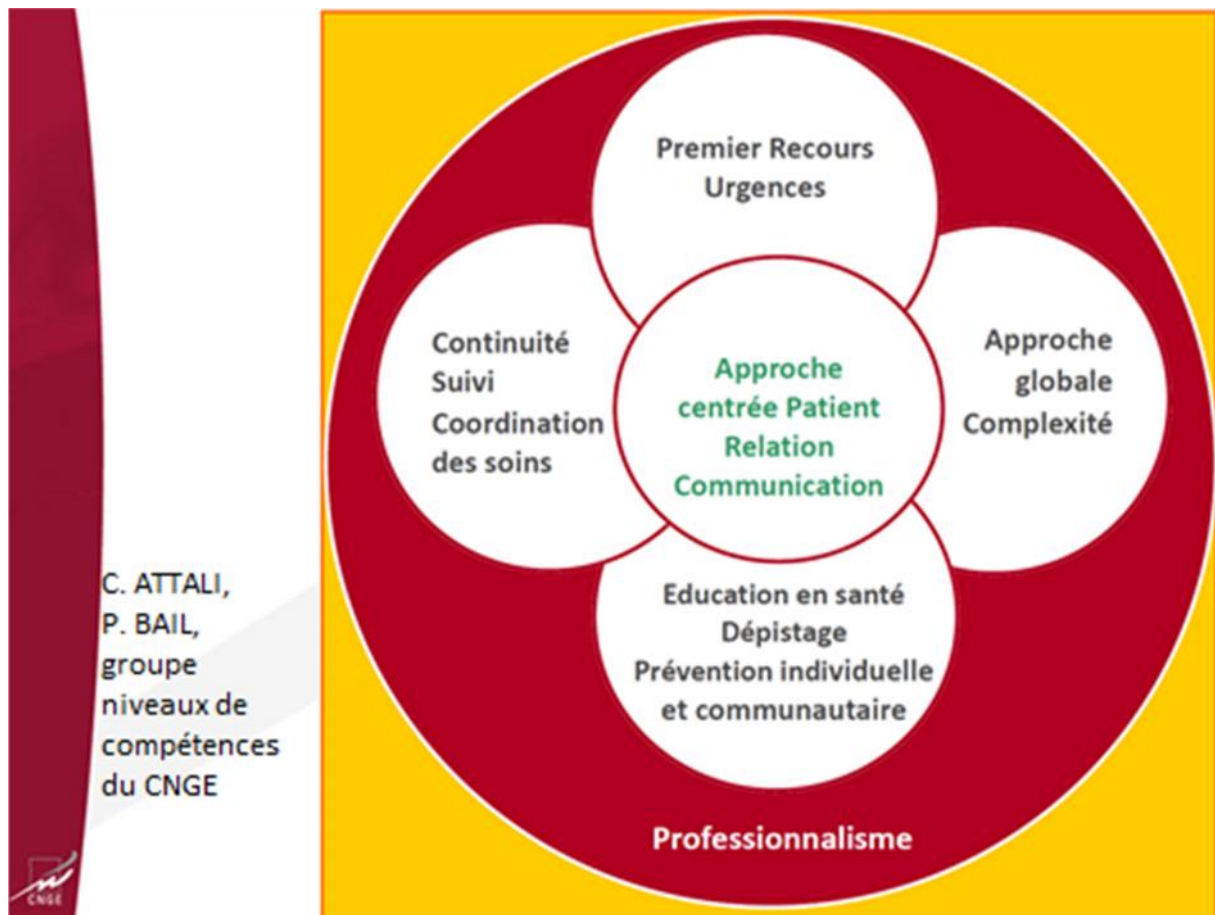 Premier Recours
Urgences
Continuité
Suivi
Coordination
des soins
Approche
centrée Patient
Relation
Communication
Approche
globale
Complexité
Education en santé
Dépistage
Prévention individuelle
et communautaire
Professionnalisme
C. ATTALI,
P. BAIL,
groupe
niveaux de
compétences
du CNGE
CNGE